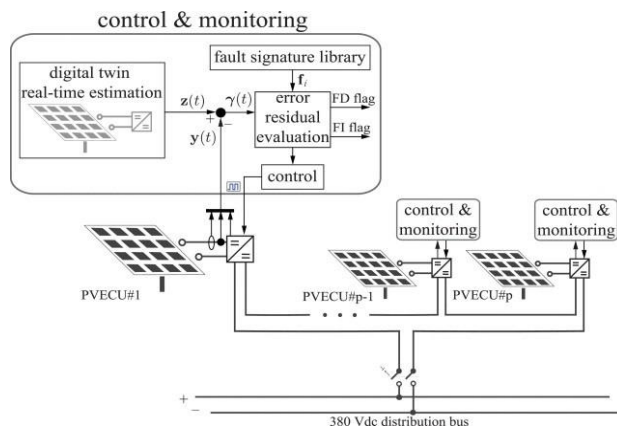 control & monitoring
fault signature library
digital twin
real-time estimation
z(t)
+
γ(t)
−
y(t)
f_i
error
residual
evaluation
FD flag
FI flag
control
control &
monitoring
control &
monitoring
PVECU#1
PVECU#p-1
PVECU#p
+
−
380 Vdc distribution bus